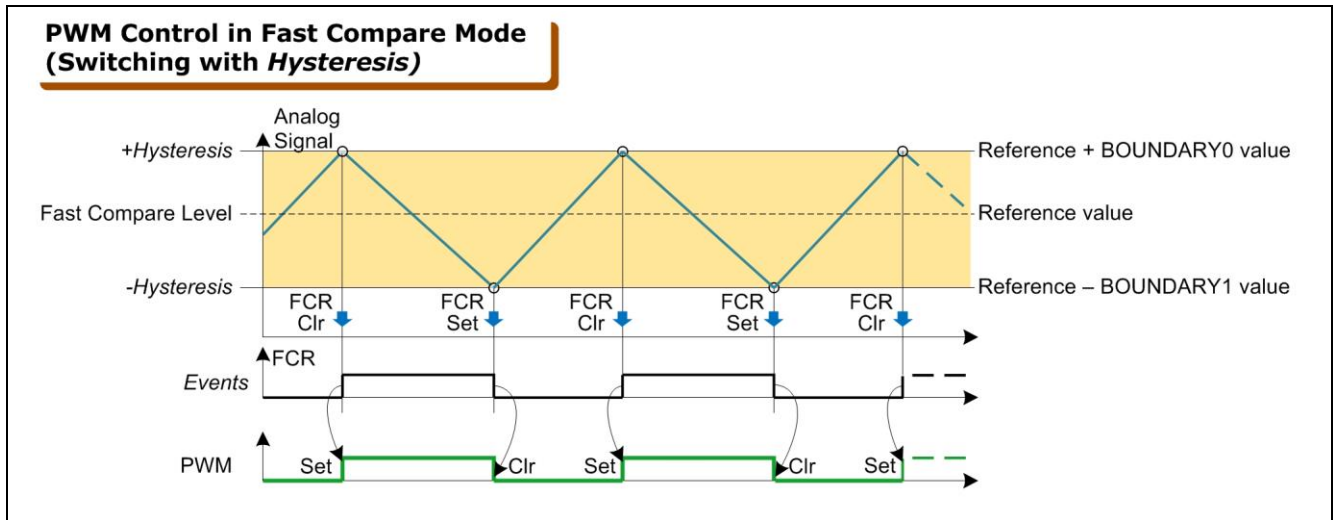 PWM Control in Fast Compare Mode
(Switching with Hysteresis)
Analog
Signal
+Hysteresis
Reference + BOUNDARY0 value
Fast Compare Level
Reference value
-Hysteresis
Reference – BOUNDARY1 value
FCR
Clr
FCR
Set
FCR
Clr
FCR
Set
FCR
Clr
FCR
Events
PWM
Set
Clr
Set
Clr
Set